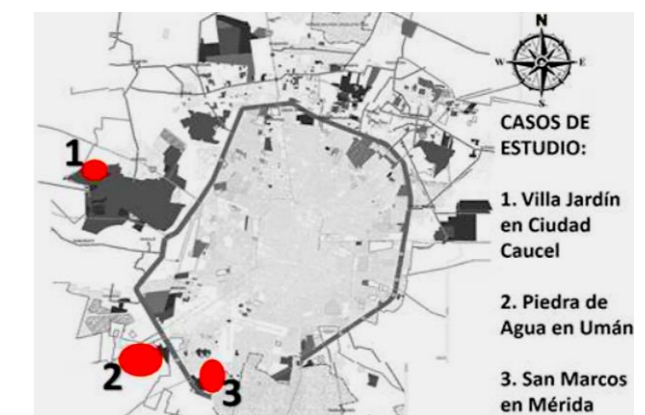 N
W
E
S
CASOS DE
ESTUDIO:
1
1. Villa Jardín
en Ciudad
Caucel
2. Piedra de
Agua en Umán
2
3
3. San Marcos
en Mérida